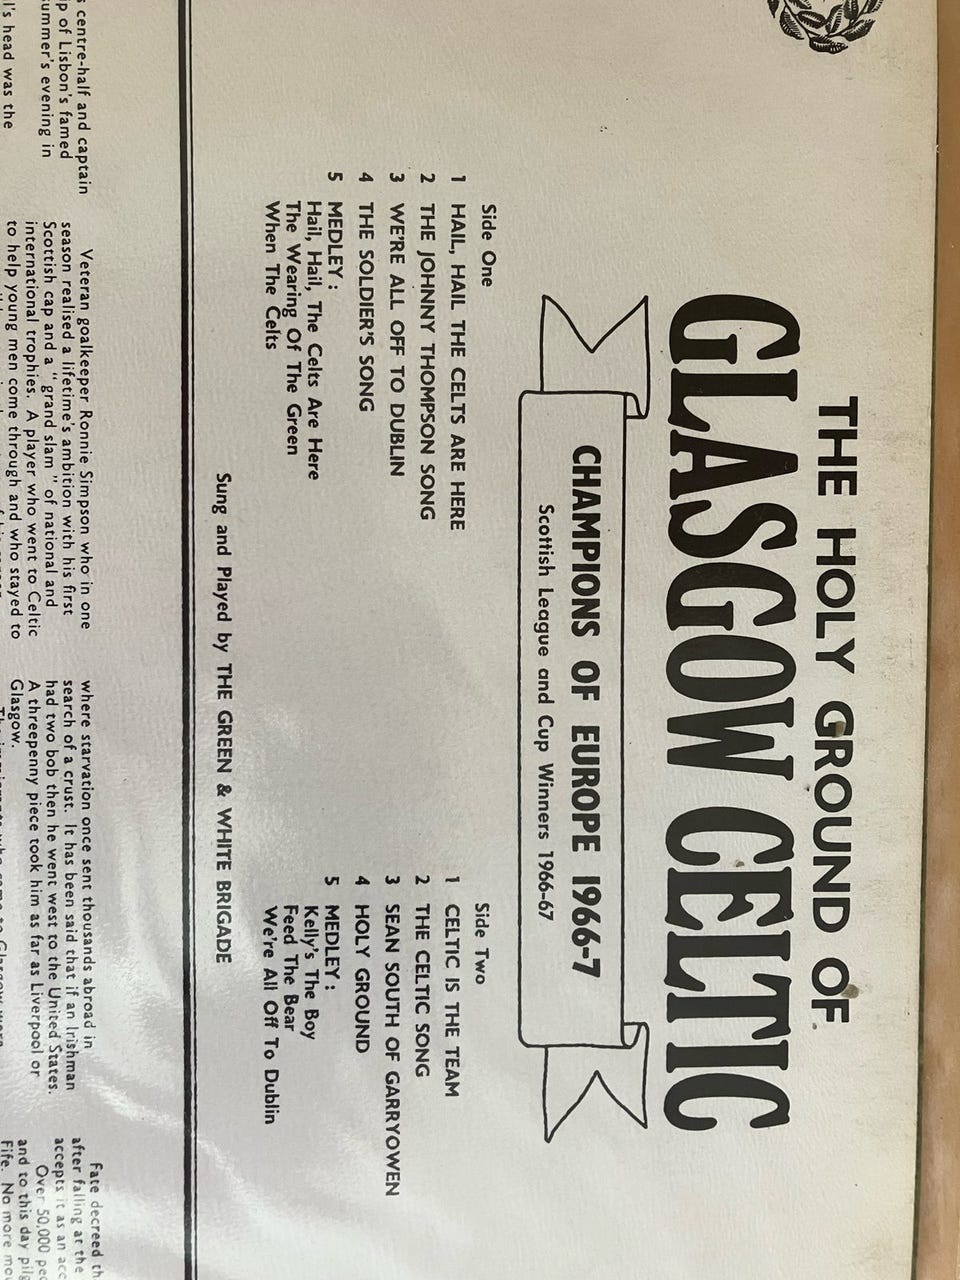 THE HOLY GROUND OF
GLASGOW CELTIC
CHAMPIONS OF EUROPE 1966-7
Scottish League and Cup Winners 1966-67
Side One
1 HAIL, HAIL THE CELTS ARE HERE
2 THE JOHNNY THOMPSON SONG
3 WE'RE ALL OFF TO DUBLIN
4 THE SOLDIER'S SONG
5 MEDLEY :
Hail, Hail, The Celts Are Here
The Wearing Of The Green
When The Celts
Side Two
1 CELTIC IS THE TEAM
2 THE CELTIC SONG
3 SEAN SOUTH OF GARRYOWEN
4 HOLY GROUND
5 MEDLEY :
Kelly's The Boy
Feed The Bear
We're All Off To Dublin
Sung and Played by THE GREEN & WHITE BRIGADE
centre-half and captain
of Lisbon's famed
summer's evening in
head was the
Veteran goalkeeper Ronnie Simpson who in one
season realised a lifetime's ambition with his first
Scottish cap and a " grand slam " of national and
international trophies. A player who went to Celtic
to help young men come through and who stayed to
where starvation once sent thousands abroad in
search of a crust. It has been said that if an Irishman
had two bob then he went west to the United States.
A threepenny piece took him as far as Liverpool or
Glasgow.
Fate decreed
after falling at the
accepts it as an
Over 50,000
and to this day
Fife. No more